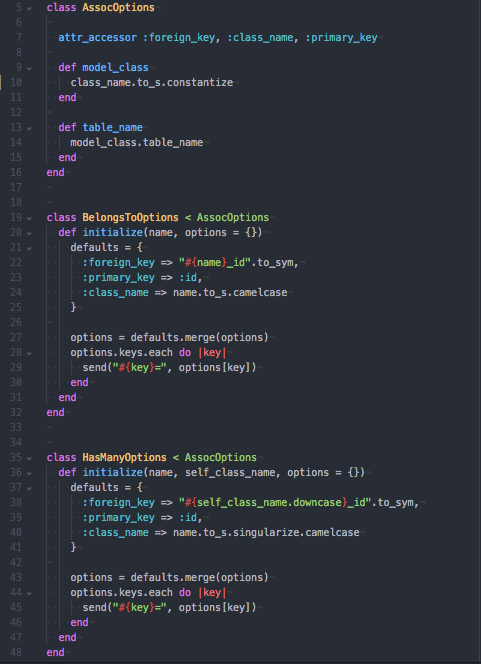 5 class AssocOptions
6
7   attr_accessor :foreign_key, :class_name, :primary_key
8
9   def model_class
10     class_name.to_s.constantize
11   end
12
13   def table_name
14     model_class.table_name
15   end
16 end
17
18
19 class BelongsToOptions < AssocOptions
20   def initialize(name, options = {})
21     defaults = {
22       :foreign_key => "#{name}_id".to_sym,
23       :primary_key => :id,
24       :class_name => name.to_s.camelcase
25     }
26
27     options = defaults.merge(options)
28     options.keys.each do |key|
29       send("#{key}=", options[key])
30     end
31   end
32 end
33
34
35 class HasManyOptions < AssocOptions
36   def initialize(name, self_class_name, options = {})
37     defaults = {
38       :foreign_key => "#{self_class_name.downcase}_id".to_sym,
39       :primary_key => :id,
40       :class_name => name.to_s.singularize.camelcase
41     }
42
43     options = defaults.merge(options)
44     options.keys.each do |key|
45       send("#{key}=", options[key])
46     end
47   end
48 end